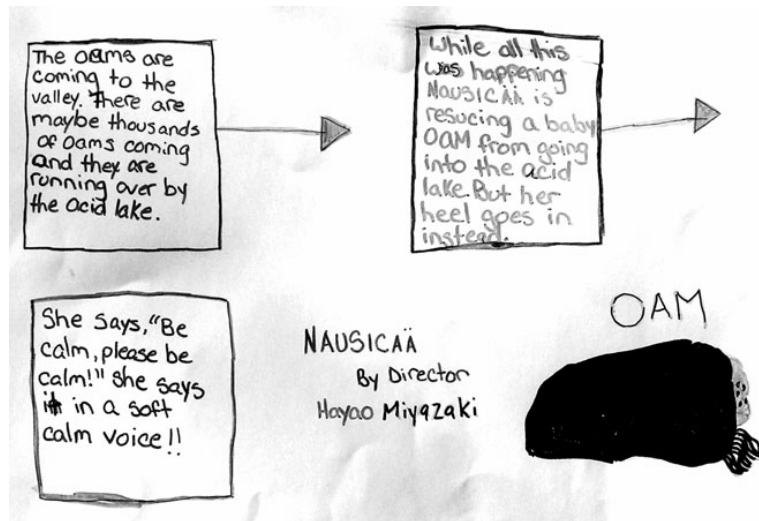 The oams are
coming to the
valley. There are
maybe thousands
of oams coming
and they are
running over by
the acid lake.
While all this
was happening
NAUSICÄÄ is
resucing a baby
OAM from going
into the acid
lake. But her
heel goes in
instead.
She says, "Be
calm, please be
calm!" She says
it in a soft
calm voice!!
NAUSICAÄ
By Director
Hayao Miyazaki
OAM